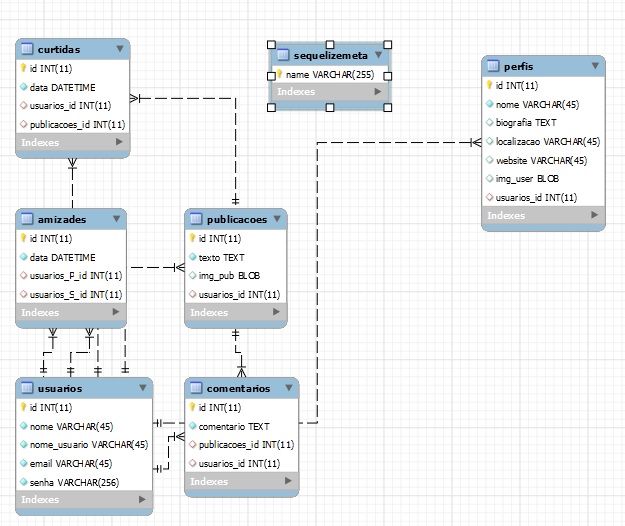 curtidas
id INT(11)
data DATETIME
usuarios_id INT(11)
publicacoes_id INT(11)
Indexes
sequelizemeta
name VARCHAR(255)
Indexes
perfis
id INT(11)
nome VARCHAR(45)
biografia TEXT
localizacao VARCHAR(45)
website VARCHAR(45)
img_user BLOB
usuarios_id INT(11)
Indexes
amizades
id INT(11)
data DATETIME
usuarios_P_id INT(11)
usuarios_S_id INT(11)
Indexes
publicacoes
id INT(11)
texto TEXT
img_pub BLOB
usuarios_id INT(11)
Indexes
usuarios
id INT(11)
nome VARCHAR(45)
nome_usuario VARCHAR(45)
email VARCHAR(45)
senha VARCHAR(256)
Indexes
comentarios
id INT(11)
comentario TEXT
publicacoes_id INT(11)
usuarios_id INT(11)
Indexes